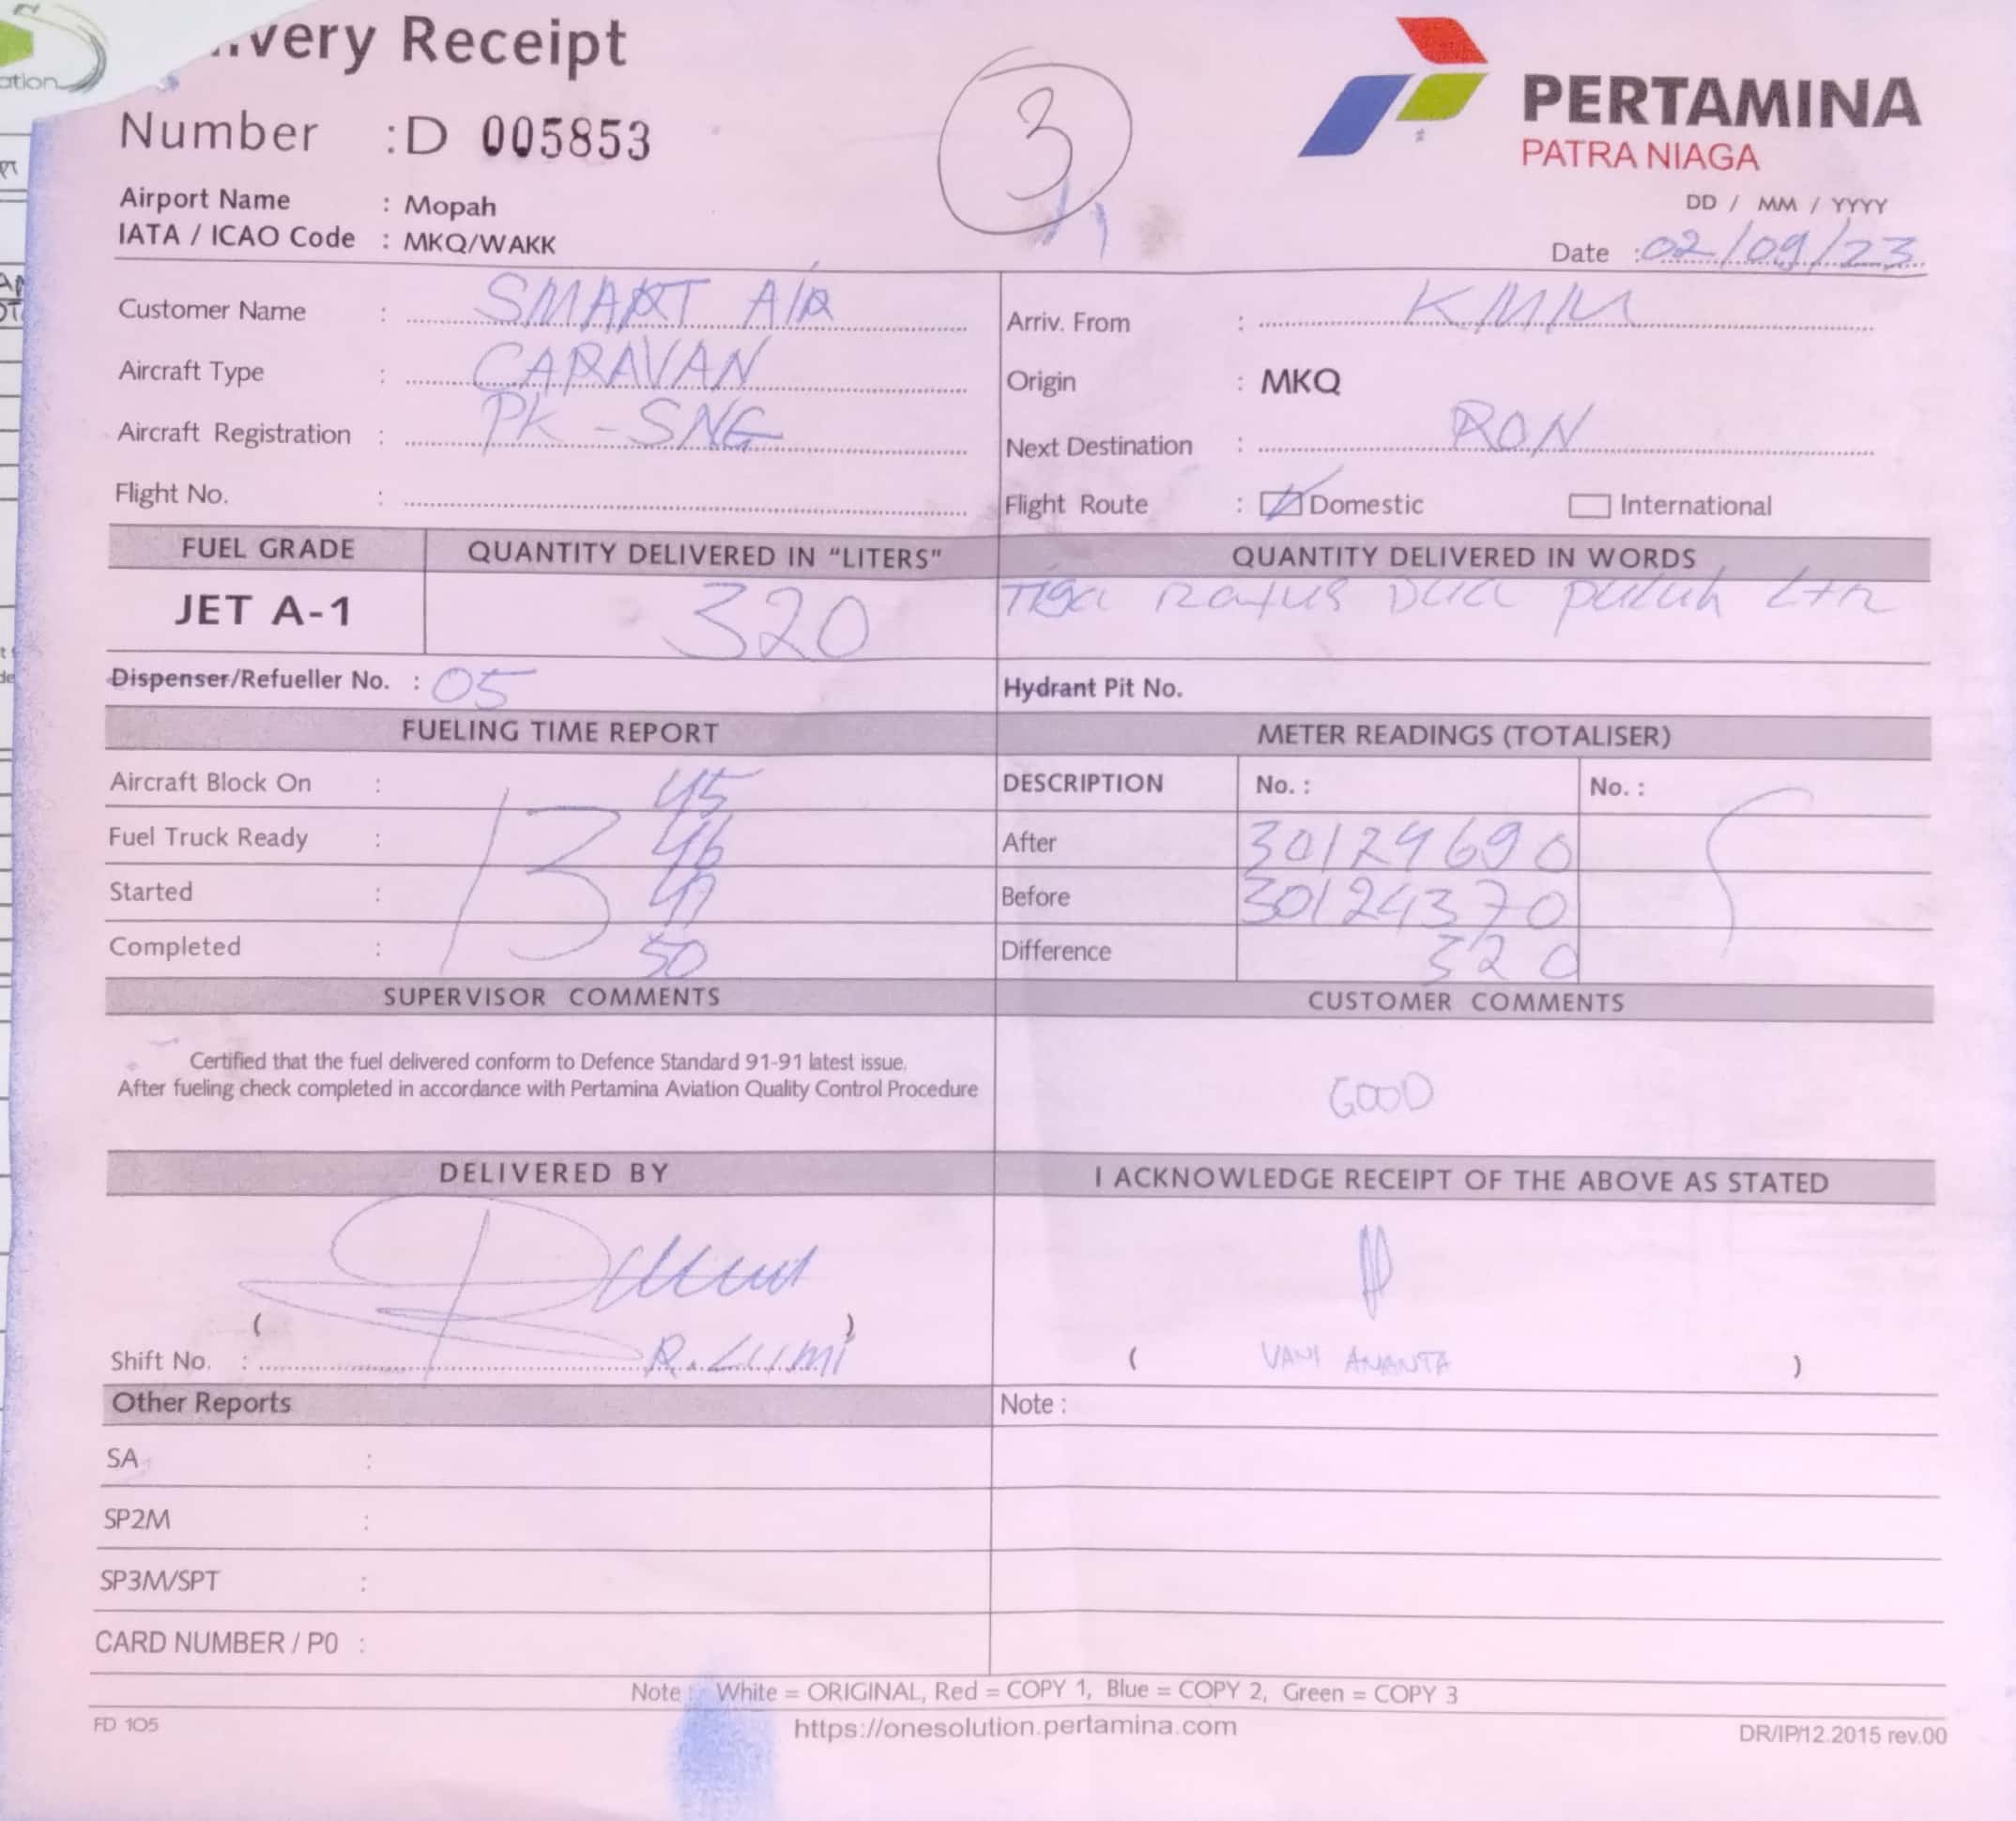 ivery Receipt
Number : D 005853
3
PERTAMINA
PATRA NIAGA
Airport Name : Mopah
IATA / ICAO Code : MKQ/WAKK
DD / MM / YYYY
Date : 02/09/23
Customer Name : SMART AIR
Aircraft Type : CARAVAN
Aircraft Registration : PK - SNG
Flight No. :
Arriv. From : KMM
Origin : MKQ
Next Destination : RON
Flight Route : Domestic International
FUEL GRADE QUANTITY DELIVERED IN “LITERS” QUANTITY DELIVERED IN WORDS
JET A-1 320 Tiga Ratus Dua puluh Ltr
Dispenser/Refueller No. : 05 Hydrant Pit No.
FUELING TIME REPORT METER READINGS (TOTALISER)
Aircraft Block On : 13 45 DESCRIPTION No. : No. :
Fuel Truck Ready : 46 After 30124690
Started : 47 Before 30124370
Completed : 50 Difference 320
SUPERVISOR COMMENTS CUSTOMER COMMENTS
Certified that the fuel delivered conform to Defence Standard 91-91 latest issue.
After fueling check completed in accordance with Pertamina Aviation Quality Control Procedure
GOOD
DELIVERED BY I ACKNOWLEDGE RECEIPT OF THE ABOVE AS STATED
( )
Shift No. : R. Lumi ( VANI ANANTA )
Other Reports Note :
SA :
SP2M :
SP3M/SPT :
CARD NUMBER / P0 :
Note : White = ORIGINAL, Red = COPY 1, Blue = COPY 2, Green = COPY 3
FD 105 https://onesolution.pertamina.com DR/IP/12.2015 rev.00